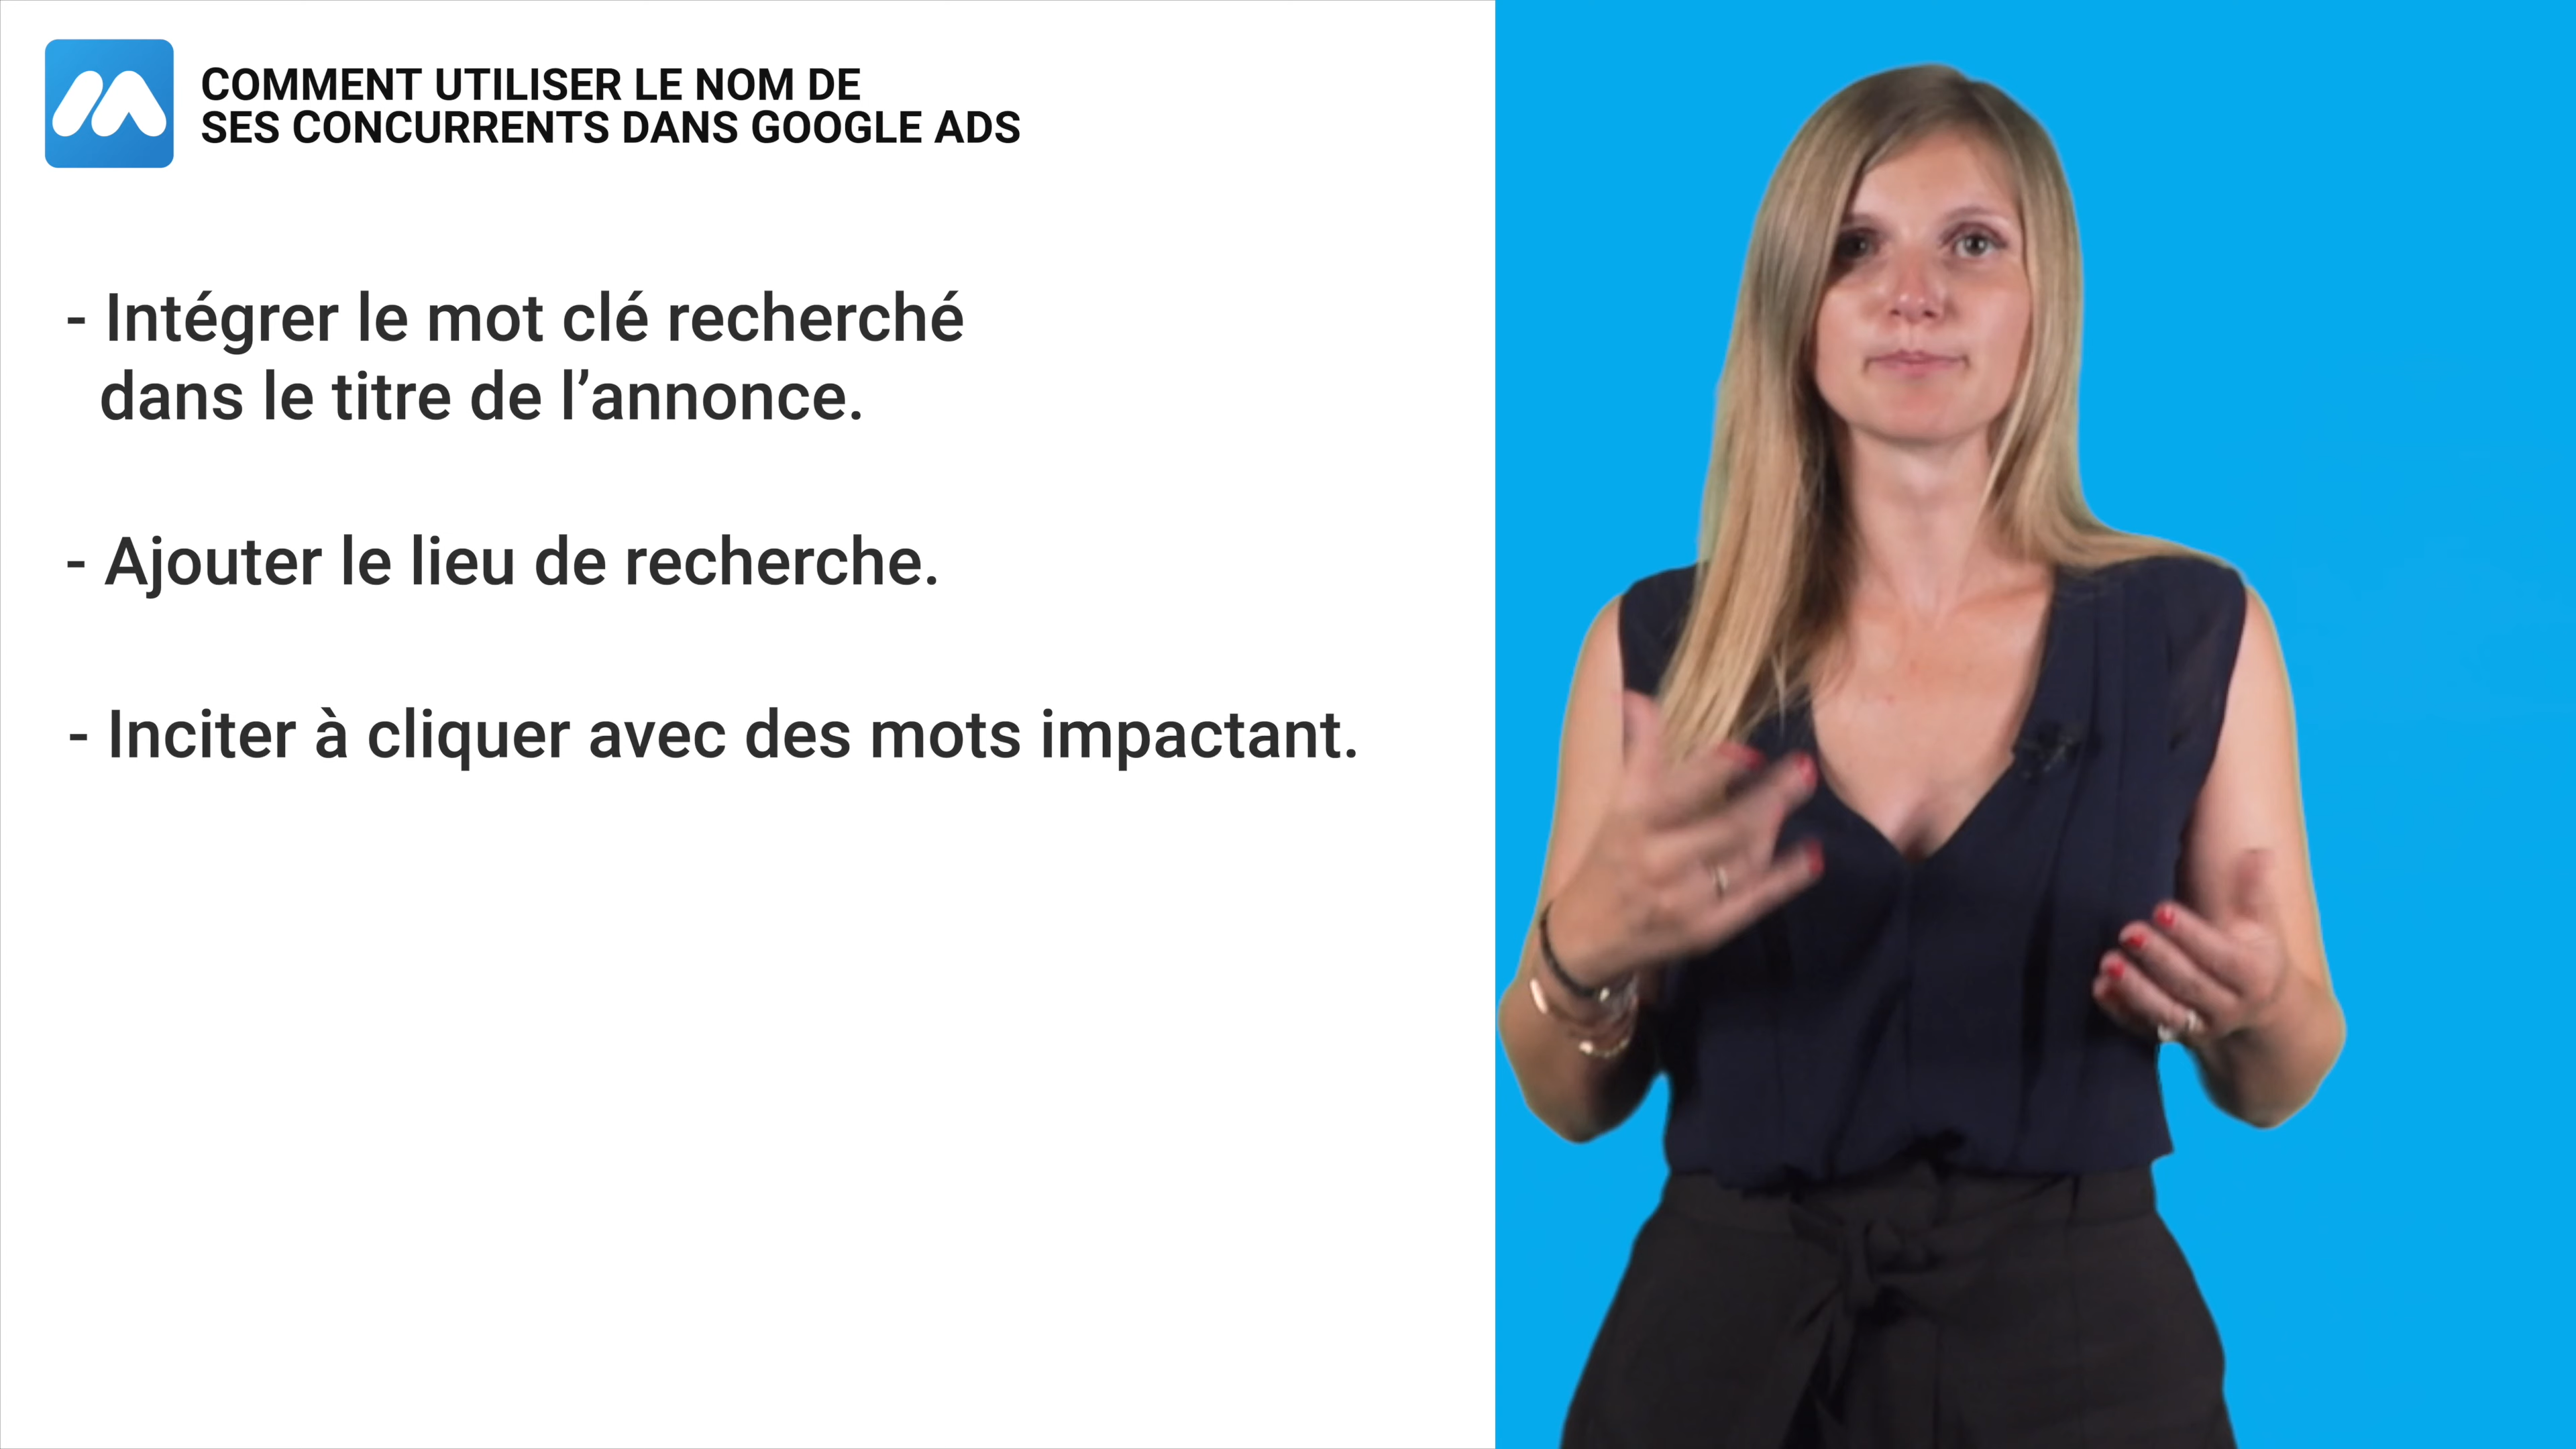 COMMENT UTILISER LE NOM DE
SES CONCURRENTS DANS GOOGLE ADS
- Intégrer le mot clé recherché
dans le titre de l’annonce.
- Ajouter le lieu de recherche.
- Inciter à cliquer avec des mots impactant.